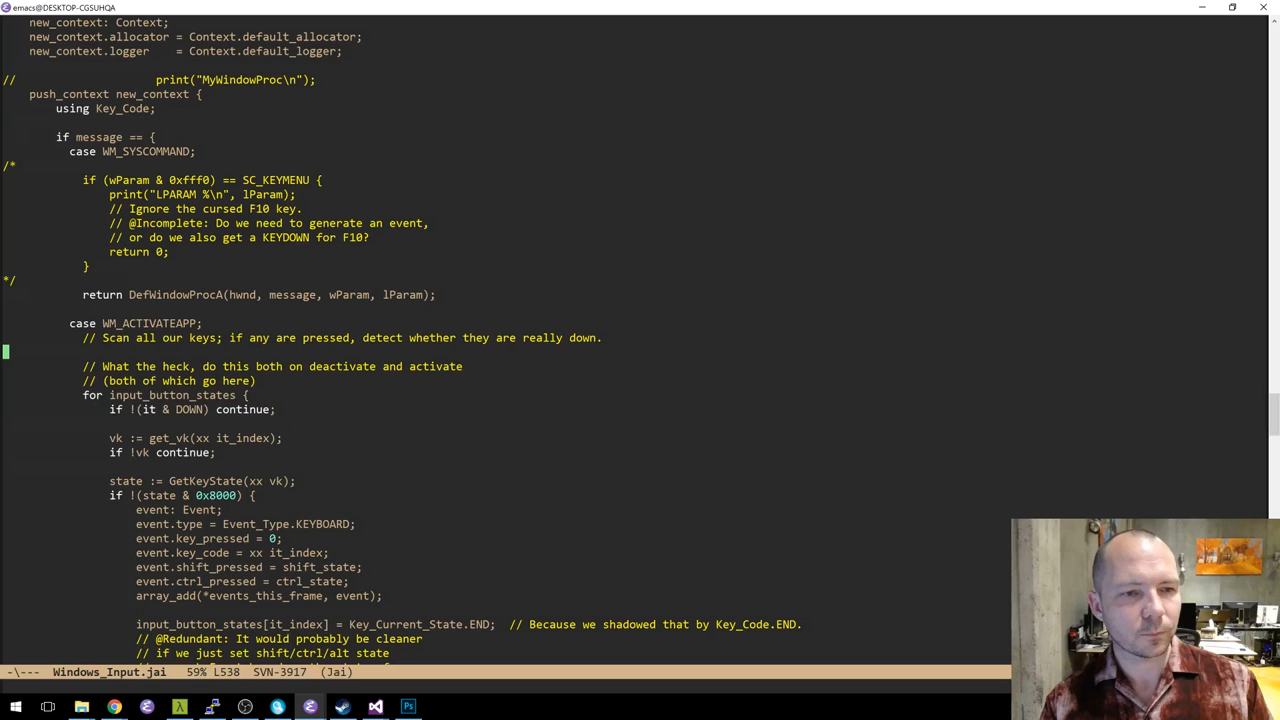 emacs@DESKTOP-CGSUHQA
new_context: Context;
new_context.allocator = Context.default_allocator;
new_context.logger    = Context.default_logger;
//                     print("MyWindowProc\n");
push_context new_context {
using Key_Code;
if message == {
case WM_SYSCOMMAND;
/*
if (wParam & 0xfff0) == SC_KEYMENU {
print("LPARAM %\n", lParam);
// Ignore the cursed F10 key.
// @Incomplete: Do we need to generate an event,
// or do we also get a KEYDOWN for F10?
return 0;
}
*/
return DefWindowProcA(hwnd, message, wParam, lParam);
case WM_ACTIVATEAPP;
// Scan all our keys; if any are pressed, detect whether they are really down.
// What the heck, do this both on deactivate and activate
// (both of which go here)
for input_button_states {
if !(it & DOWN) continue;
vk := get_vk(xx it_index);
if !vk continue;
state := GetKeyState(xx vk);
if !(state & 0x8000) {
event: Event;
event.type = Event_Type.KEYBOARD;
event.key_pressed = 0;
event.key_code = xx it_index;
event.shift_pressed = shift_state;
event.ctrl_pressed = ctrl_state;
array_add(*events_this_frame, event);
input_button_states[it_index] = Key_Current_State.END;  // Because we shadowed that by Key_Code.END.
// @Redundant: It would probably be cleaner
// if we just set shift/ctrl/alt state
-\---  Windows_Input.jai   59% L538  SVN-3917  (Jai)